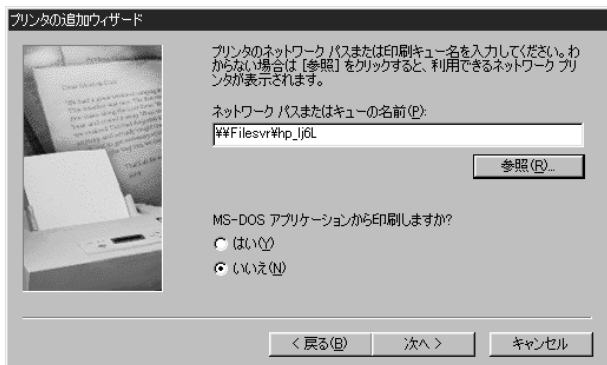 プリンタの追加ウィザード
プリンタのネットワーク パスまたは印刷キュー名を入力してください。わ
からない場合は [参照] をクリックすると、利用できるネットワーク プリ
ンタが表示されます。
ネットワーク パスまたはキューの名前(P):
¥¥Filesvr¥hp_lj6L
参照(R)...
MS-DOS アプリケーションから印刷しますか?
はい(Y)
いいえ(N)
< 戻る(B)
次へ >
キャンセル